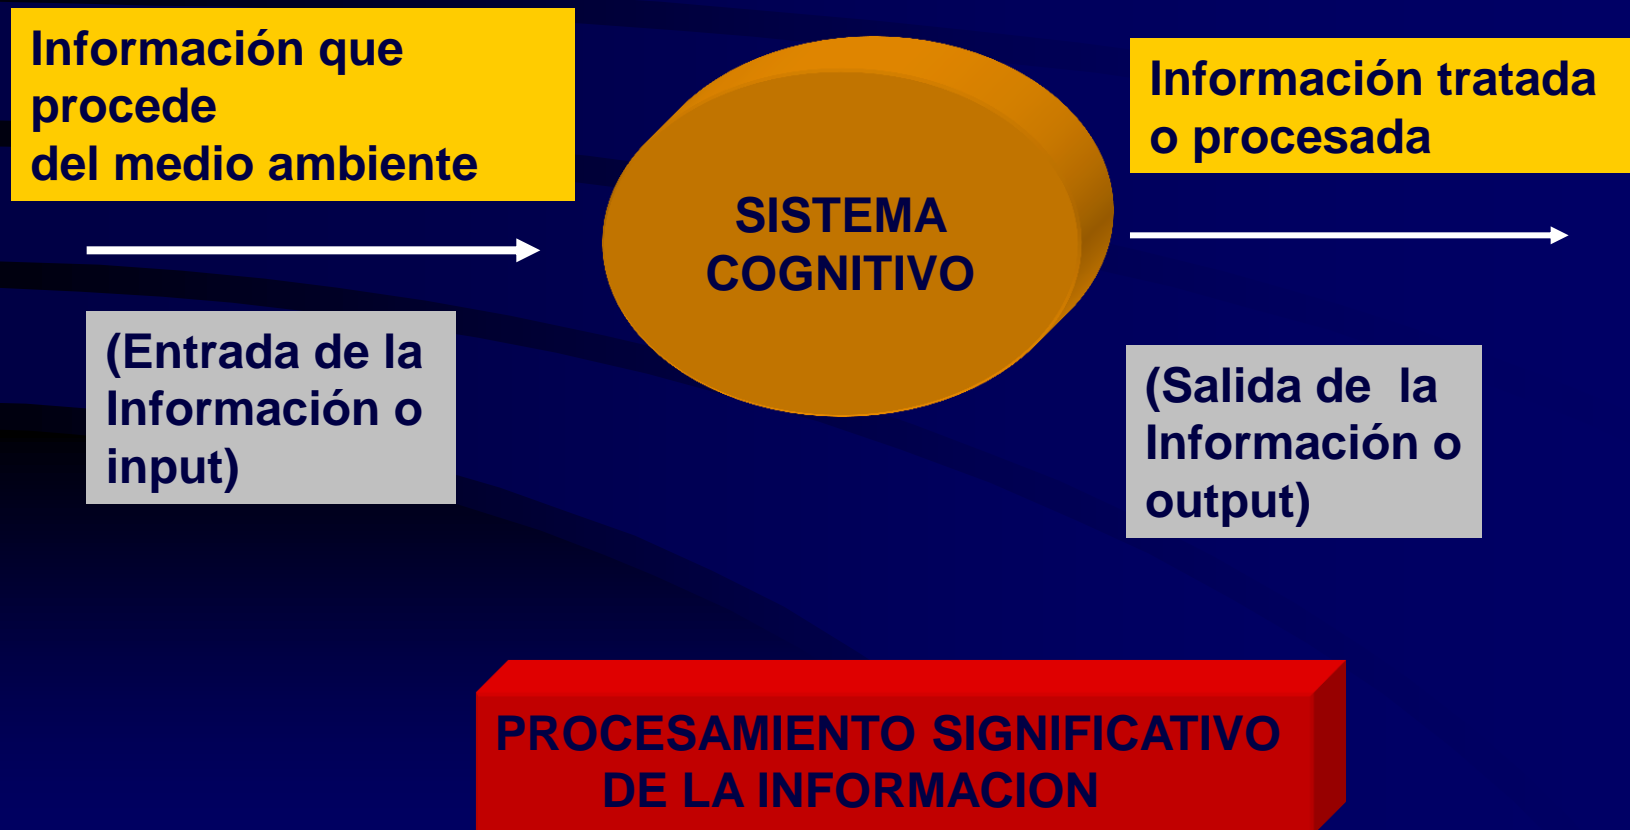 Información que
procede
del medio ambiente
SISTEMA
COGNITIVO
Información tratada
o procesada
(Entrada de la
Información o
input)
(Salida de  la
Información o
output)
PROCESAMIENTO SIGNIFICATIVO
DE LA INFORMACION